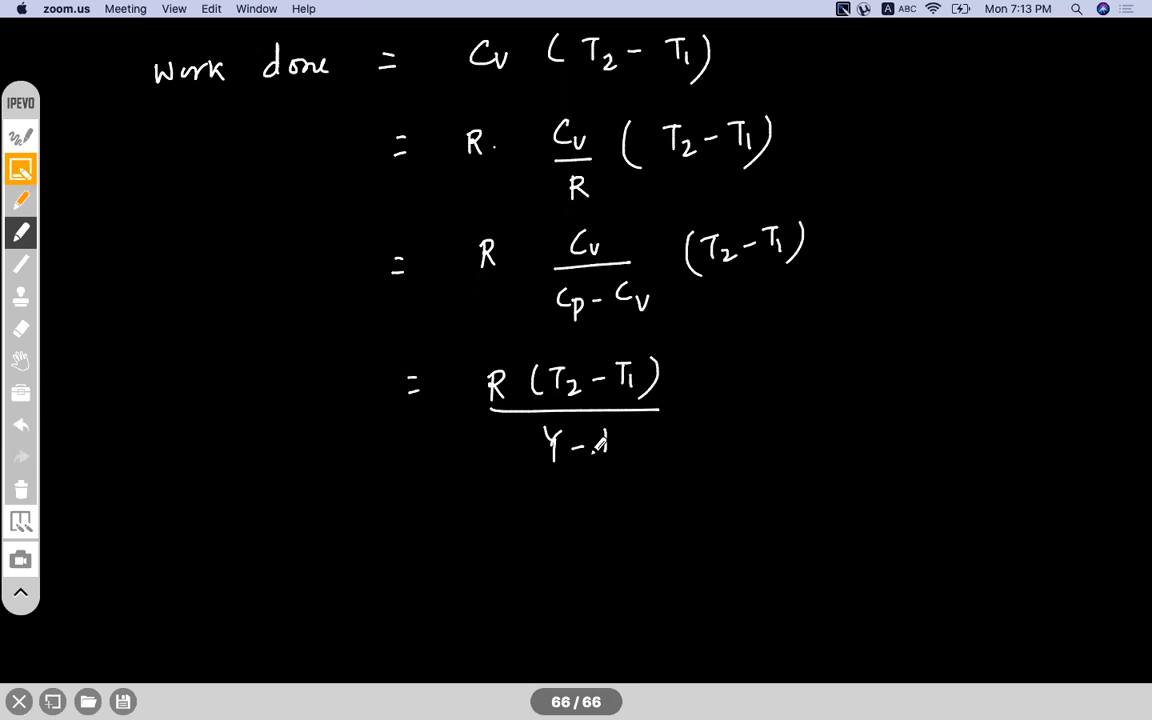 zoom.us Meeting View Edit Window Help A ABC Mon 7:13 PM
work done = Cv (T2 - T1)
= R. Cv/R (T2 - T1)
IPEVO
= R Cv/Cp - Cv (T2 - T1)
= R (T2 - T1)/γ - 1
66 / 66